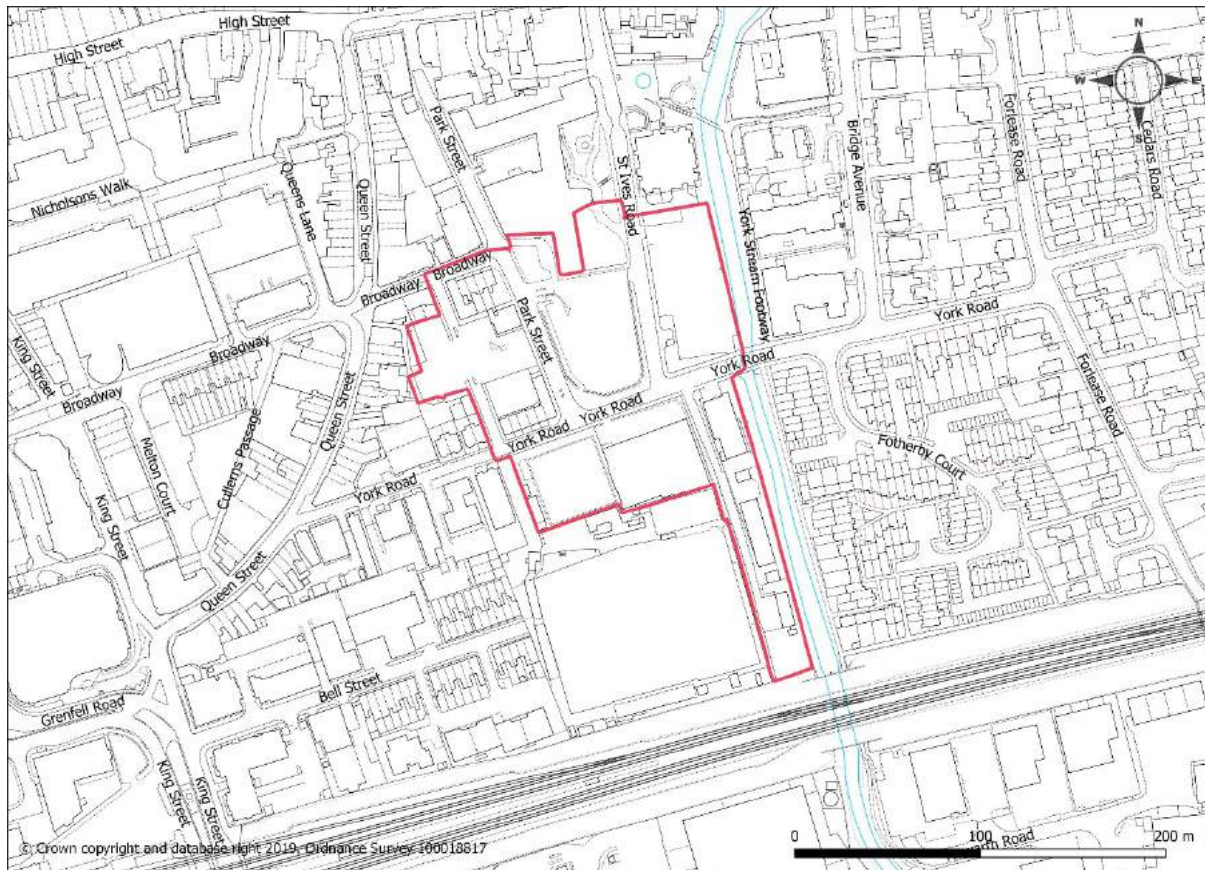 High Street
High Street
N
W
E
S
Park Street
St Ives Road
Bridge Avenue
Forlease Road
Cedars Road
Nicholsons Walk
Queens Lane
Queen Street
York Stream Footway
Broadway
Broadway
Park Street
York Road
King Street
Broadway
Broadway
Queen Street
York Road
Forlease Road
Melton Court
Cullerns Passage
York Road
York Road
Fotherby Court
York Road
King Street
Queen Street
Bell Street
Grenfell Road
King Street
King Street
© Crown copyright and database right 2019. Ordnance Survey 100018817
0 100 200 m
Road